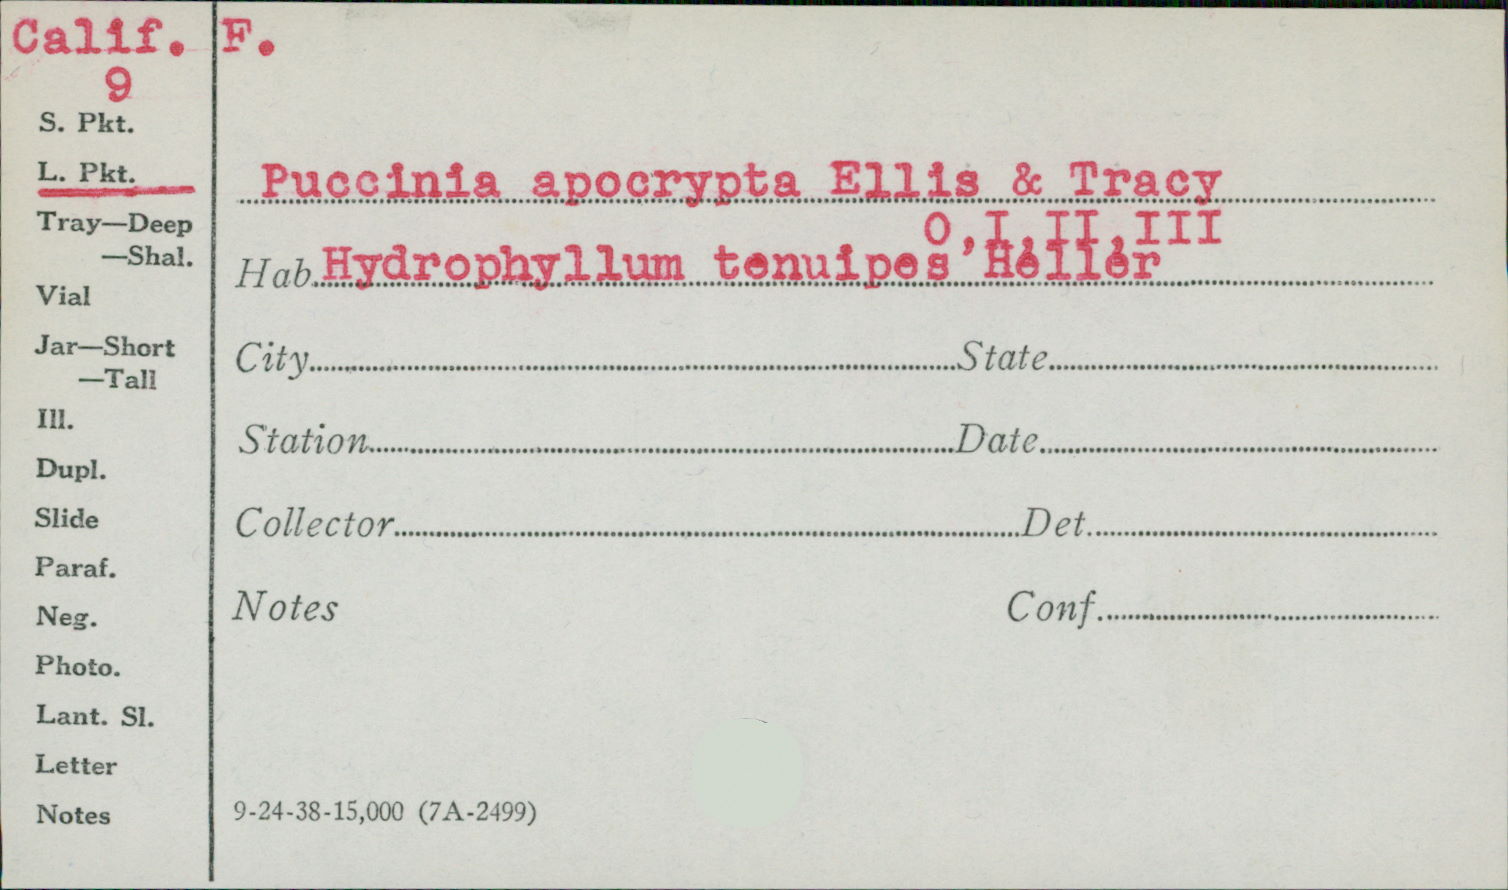 Calif. F.
9
S. Pkt.
L. Pkt.
Puccinia apocrypta Ellis & Tracy
Tray—Deep
O,I,II,III
—Shal.
Hab. Hydrophyllum tenuipes Heller
Vial
Jar—Short
City State
—Tall
Ill.
Station Date
Dupl.
Slide
Collector Det.
Paraf.
Neg.
Notes Conf.
Photo.
Lant. Sl.
Letter
Notes
9-24-38-15,000 (7A-2499)